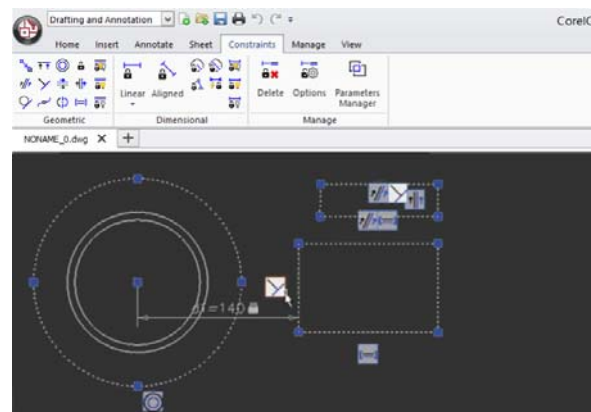 Drafting and Annotation
CorelC
Home Insert Annotate Sheet Constraints Manage View
Linear Aligned
Delete Options Parameters
Manager
Geometric Dimensional Manage
NONAME_0.dwg
d1=140